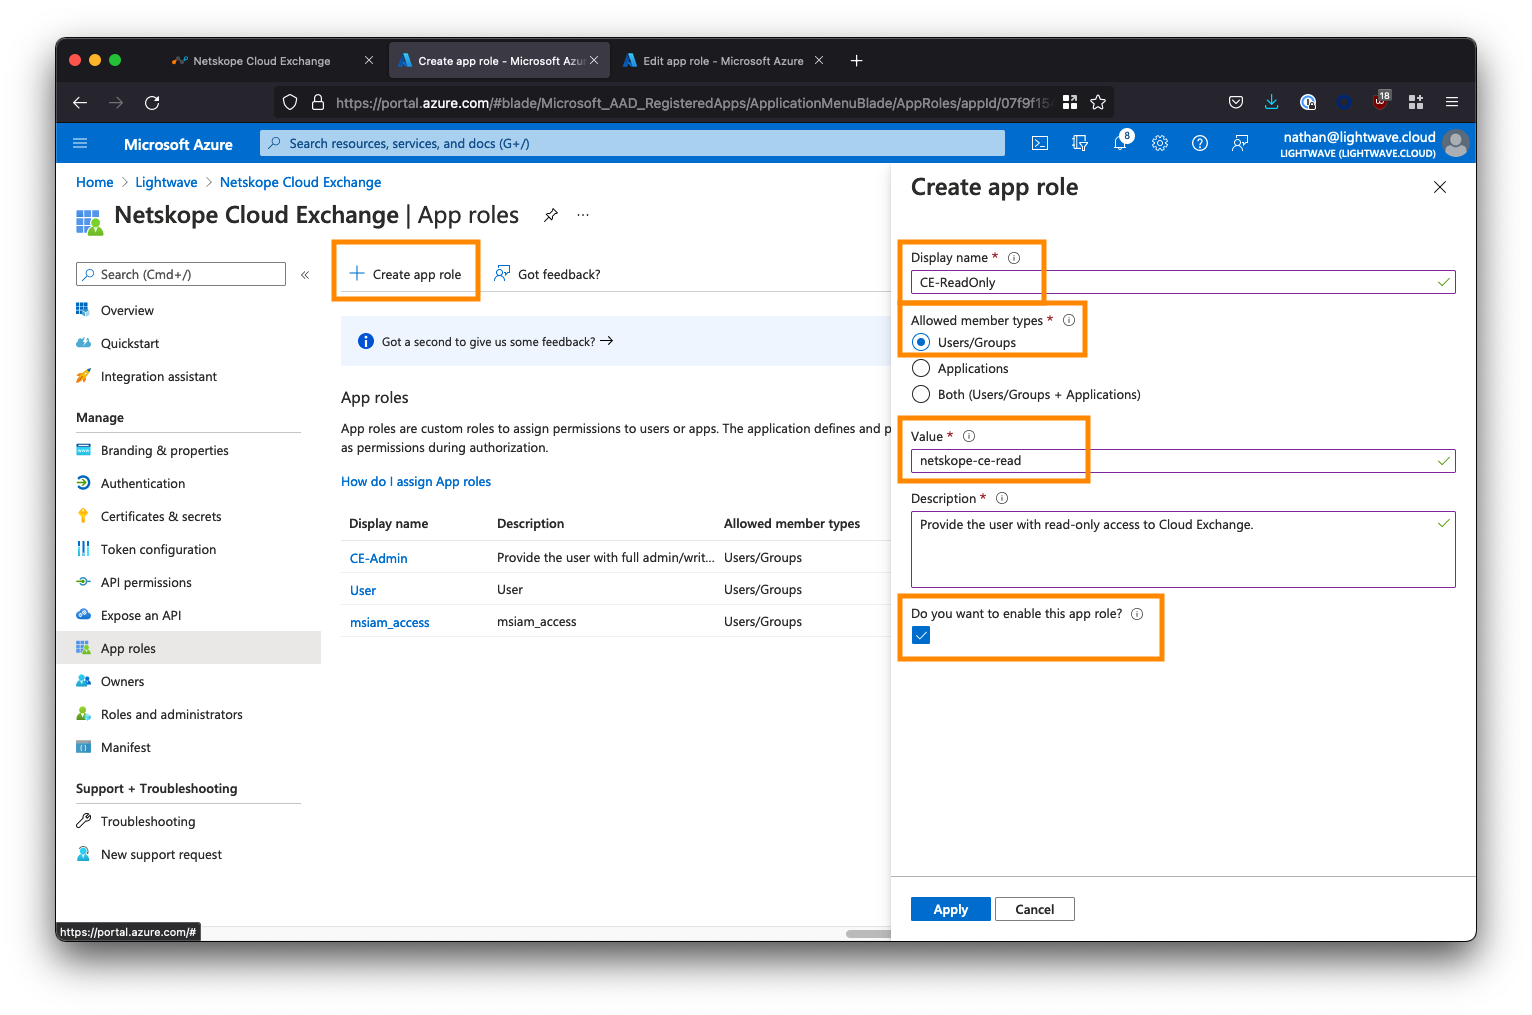 Netskope Cloud Exchange
Create app role - Microsoft Azur
Edit app role - Microsoft Azure
https://portal.azure.com/#blade/Microsoft_AAD_RegisteredApps/ApplicationMenuBlade/AppRoles/appId/07f9f154
18
Microsoft Azure
Search resources, services, and docs (G+/)
8
nathan@lightwave.cloud
LIGHTWAVE (LIGHTWAVE.CLOUD)
Home > Lightwave > Netskope Cloud Exchange
Netskope Cloud Exchange | App roles
...
Search (Cmd+/)
«
Overview
Quickstart
Integration assistant
Manage
Branding & properties
Authentication
Certificates & secrets
Token configuration
API permissions
Expose an API
App roles
Owners
Roles and administrators
Manifest
Support + Troubleshooting
Troubleshooting
New support request
https://portal.azure.com/#
Create app role
Got feedback?
Got a second to give us some feedback? →
App roles
App roles are custom roles to assign permissions to users or apps. The application defines and p
as permissions during authorization.
How do I assign App roles
Display name Description Allowed member types
CE-Admin Provide the user with full admin/writ... Users/Groups
User User Users/Groups
msiam_access msiam_access Users/Groups
Create app role
Display name *
CE-ReadOnly
Allowed member types *
Users/Groups
Applications
Both (Users/Groups + Applications)
Value *
netskope-ce-read
Description *
Provide the user with read-only access to Cloud Exchange.
Do you want to enable this app role?
Apply
Cancel